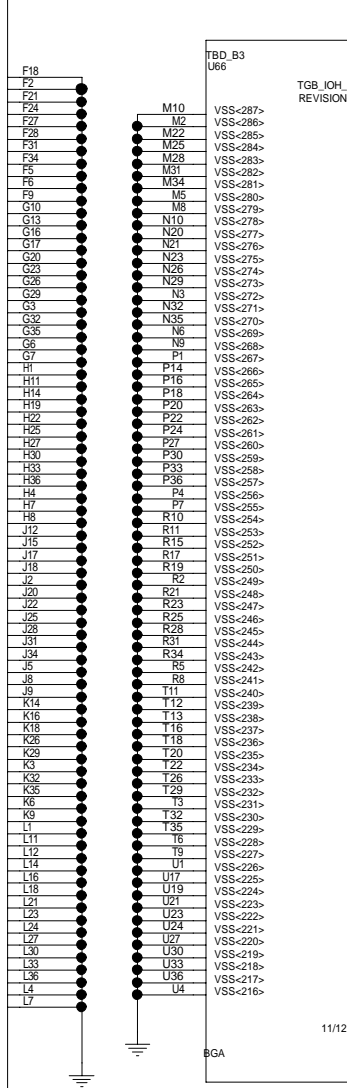 F18
F2
F21
F24
F27
F28
F31
F34
F5
F6
F9
G10
G13
G16
G17
G20
G23
G26
G29
G3
G32
G35
G6
G7
H1
H11
H14
H19
H22
H25
H27
H30
H33
H36
H4
H7
H8
J12
J15
J17
J18
J2
J20
J22
J25
J28
J31
J34
J5
J8
J9
K14
K16
K18
K26
K29
K3
K32
K35
K6
K9
L1
L11
L12
L14
L16
L18
L21
L23
L24
L27
L30
L33
L36
L4
L7
TBD_B3
U66
TGB_IOH_
REVISION
M10 VSS<287>
M2 VSS<286>
M22 VSS<285>
M25 VSS<284>
M28 VSS<283>
M31 VSS<282>
M34 VSS<281>
M5 VSS<280>
M8 VSS<279>
N10 VSS<278>
N20 VSS<277>
N21 VSS<276>
N23 VSS<275>
N26 VSS<274>
N29 VSS<273>
N3 VSS<272>
N32 VSS<271>
N35 VSS<270>
N6 VSS<269>
N9 VSS<268>
P1 VSS<267>
P14 VSS<266>
P16 VSS<265>
P18 VSS<264>
P20 VSS<263>
P22 VSS<262>
P24 VSS<261>
P27 VSS<260>
P30 VSS<259>
P33 VSS<258>
P36 VSS<257>
P4 VSS<256>
P7 VSS<255>
R10 VSS<254>
R11 VSS<253>
R15 VSS<252>
R17 VSS<251>
R19 VSS<250>
R2 VSS<249>
R21 VSS<248>
R23 VSS<247>
R25 VSS<246>
R28 VSS<245>
R31 VSS<244>
R34 VSS<243>
R5 VSS<242>
R8 VSS<241>
T11 VSS<240>
T12 VSS<239>
T13 VSS<238>
T16 VSS<237>
T18 VSS<236>
T20 VSS<235>
T22 VSS<234>
T26 VSS<233>
T29 VSS<232>
T3 VSS<231>
T32 VSS<230>
T35 VSS<229>
T6 VSS<228>
T9 VSS<227>
U1 VSS<226>
U17 VSS<225>
U19 VSS<224>
U21 VSS<223>
U23 VSS<222>
U24 VSS<221>
U27 VSS<220>
U30 VSS<219>
U33 VSS<218>
U36 VSS<217>
U4 VSS<216>
11/12
BGA